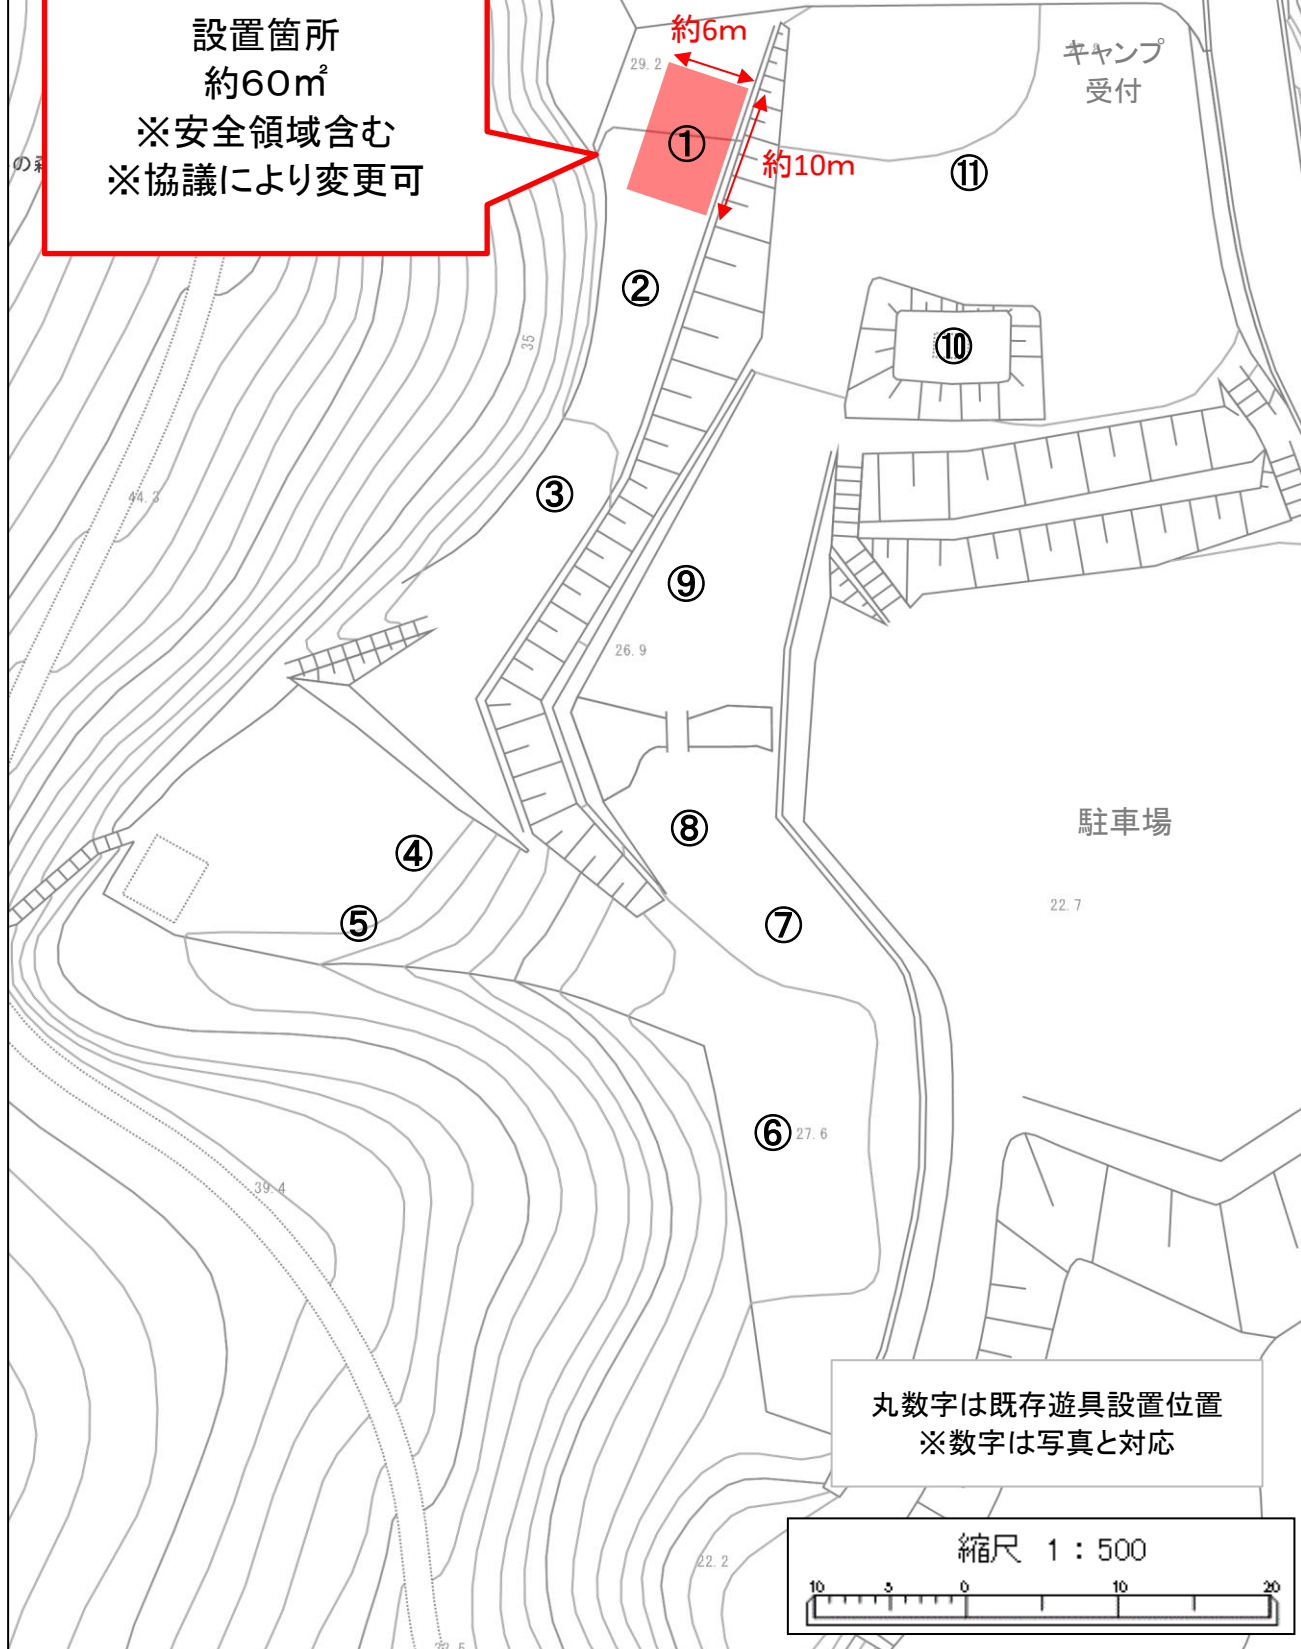 設置箇所
約60㎡
※安全領域含む
※協議により変更可
約6m
29.2
①
約10m
キャンプ
受付
⑪
の森
②
35
⑩
44.3
③
⑨
26.9
⑧
駐車場
④
⑤
⑦
22.7
⑥
27.6
39.4
丸数字は既存遊具設置位置
※数字は写真と対応
縮尺 1：500
10 5 0 10 20
22.2